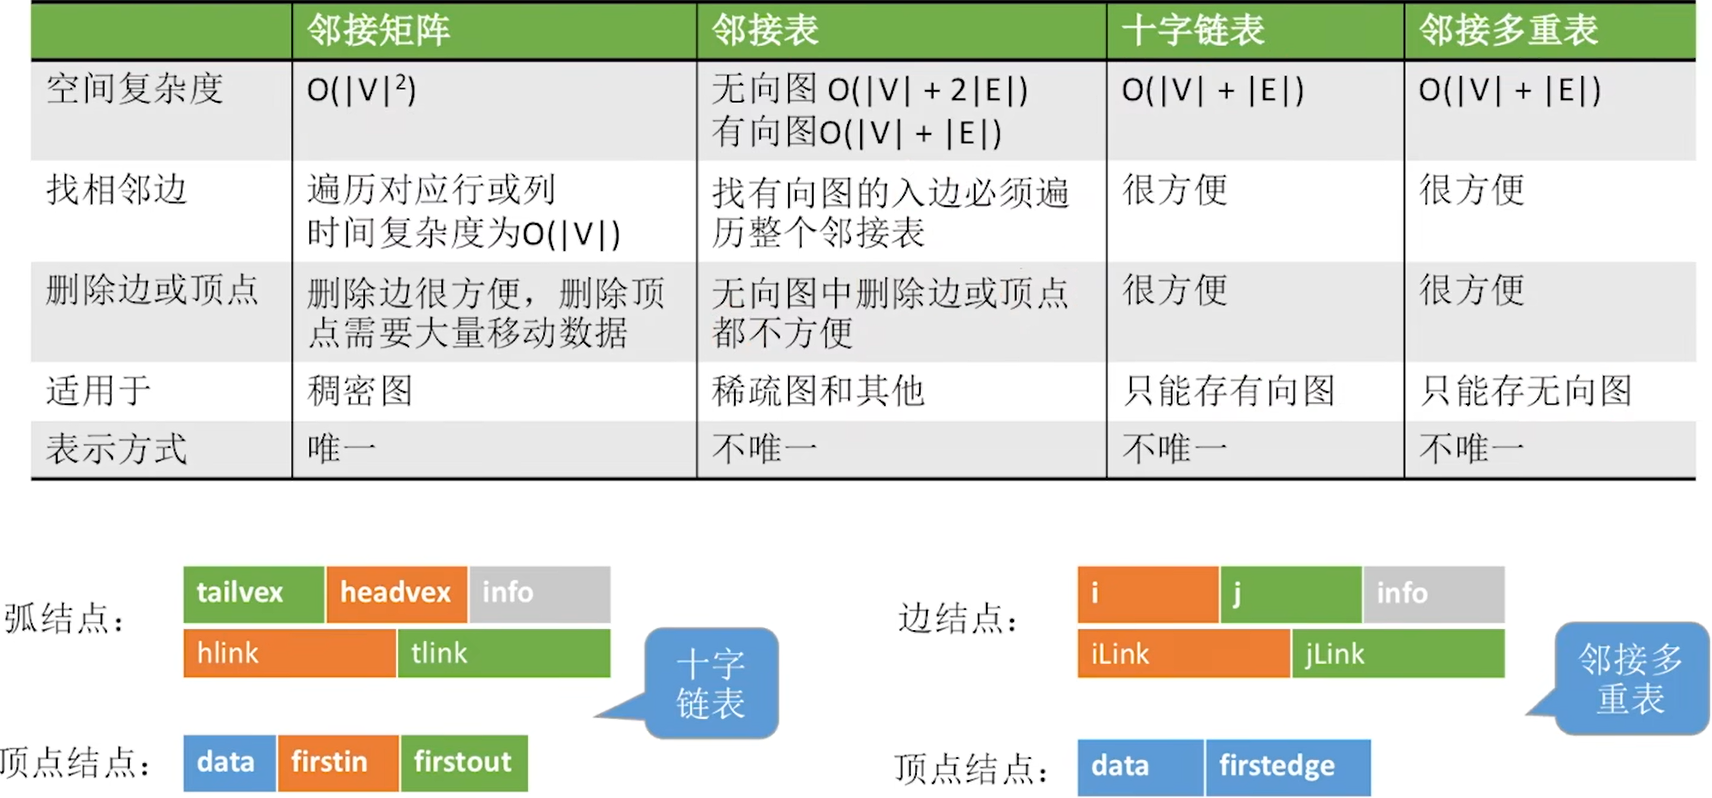 邻接矩阵 邻接表 十字链表 邻接多重表
空间复杂度 O(|V|²) 无向图 O(|V| + 2|E|) O(|V| + |E|) O(|V| + |E|)
有向图O(|V| + |E|)
找相邻边 遍历对应行或列 找有向图的入边必须遍 很方便 很方便
时间复杂度为O(|V|) 历整个邻接表
删除边或顶点 删除边很方便，删除顶 无向图中删除边或顶点 很方便 很方便
点需要大量移动数据 都不方便
适用于 稠密图 稀疏图和其他 只能存有向图 只能存无向图
表示方式 唯一 不唯一 不唯一 不唯一
弧结点： tailvex headvex info
hlink tlink
十字
链表
顶点结点： data firstin firstout
边结点： i j info
iLink jLink
邻接多
重表
顶点结点： data firstedge